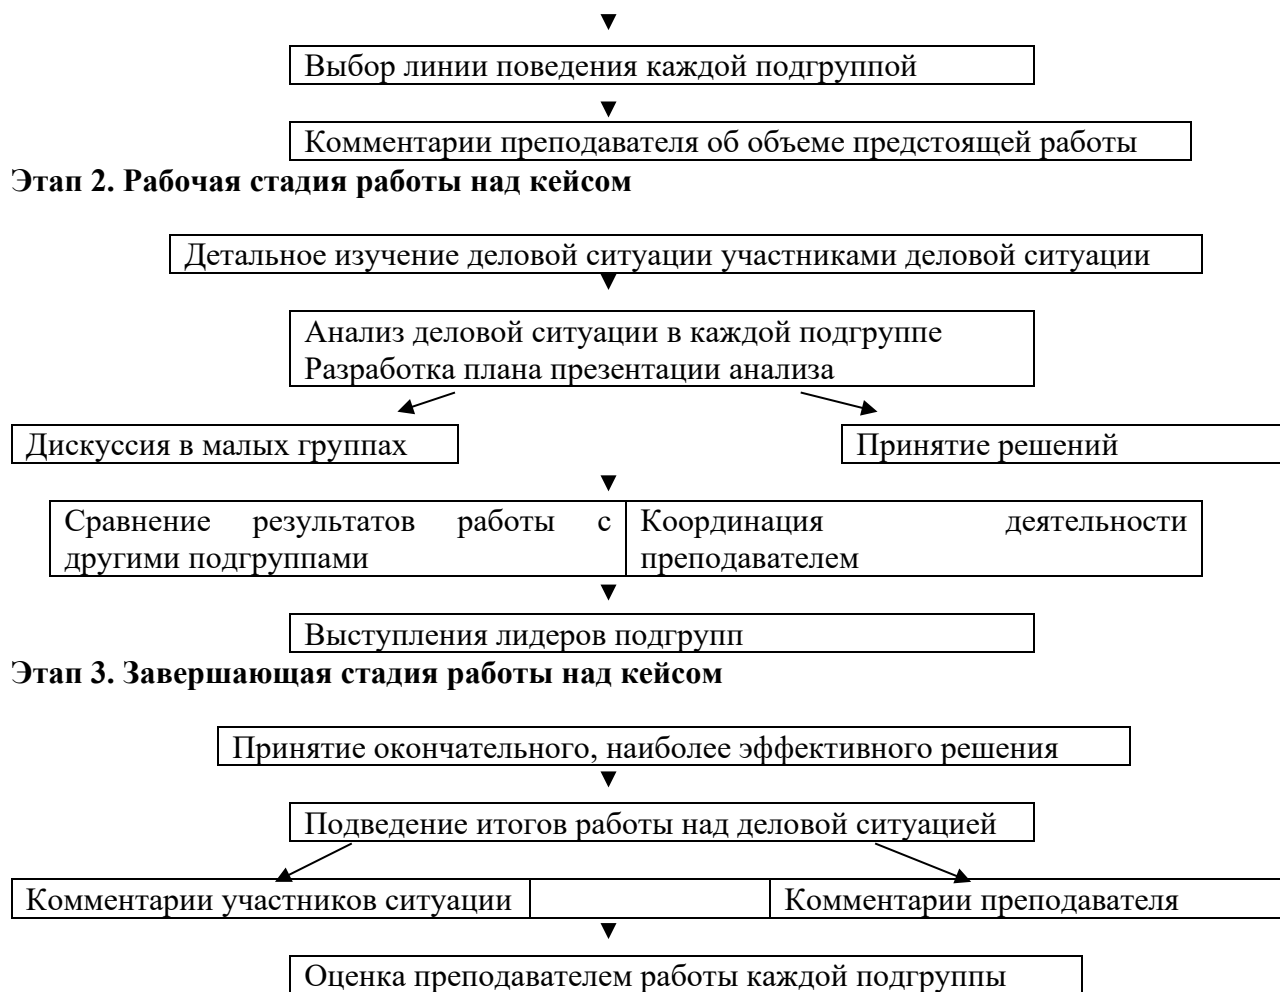 Выбор линии поведения каждой подгруппой
Комментарии преподавателя об объеме предстоящей работы
Этап 2. Рабочая стадия работы над кейсом
Детальное изучение деловой ситуации участниками деловой ситуации
Анализ деловой ситуации в каждой подгруппе
Разработка плана презентации анализа
Дискуссия в малых группах
Принятие решений
Сравнение результатов работы с
другими подгруппами
Координация деятельности
преподавателем
Выступления лидеров подгрупп
Этап 3. Завершающая стадия работы над кейсом
Принятие окончательного, наиболее эффективного решения
Подведение итогов работы над деловой ситуацией
Комментарии участников ситуации
Комментарии преподавателя
Оценка преподавателем работы каждой подгруппы